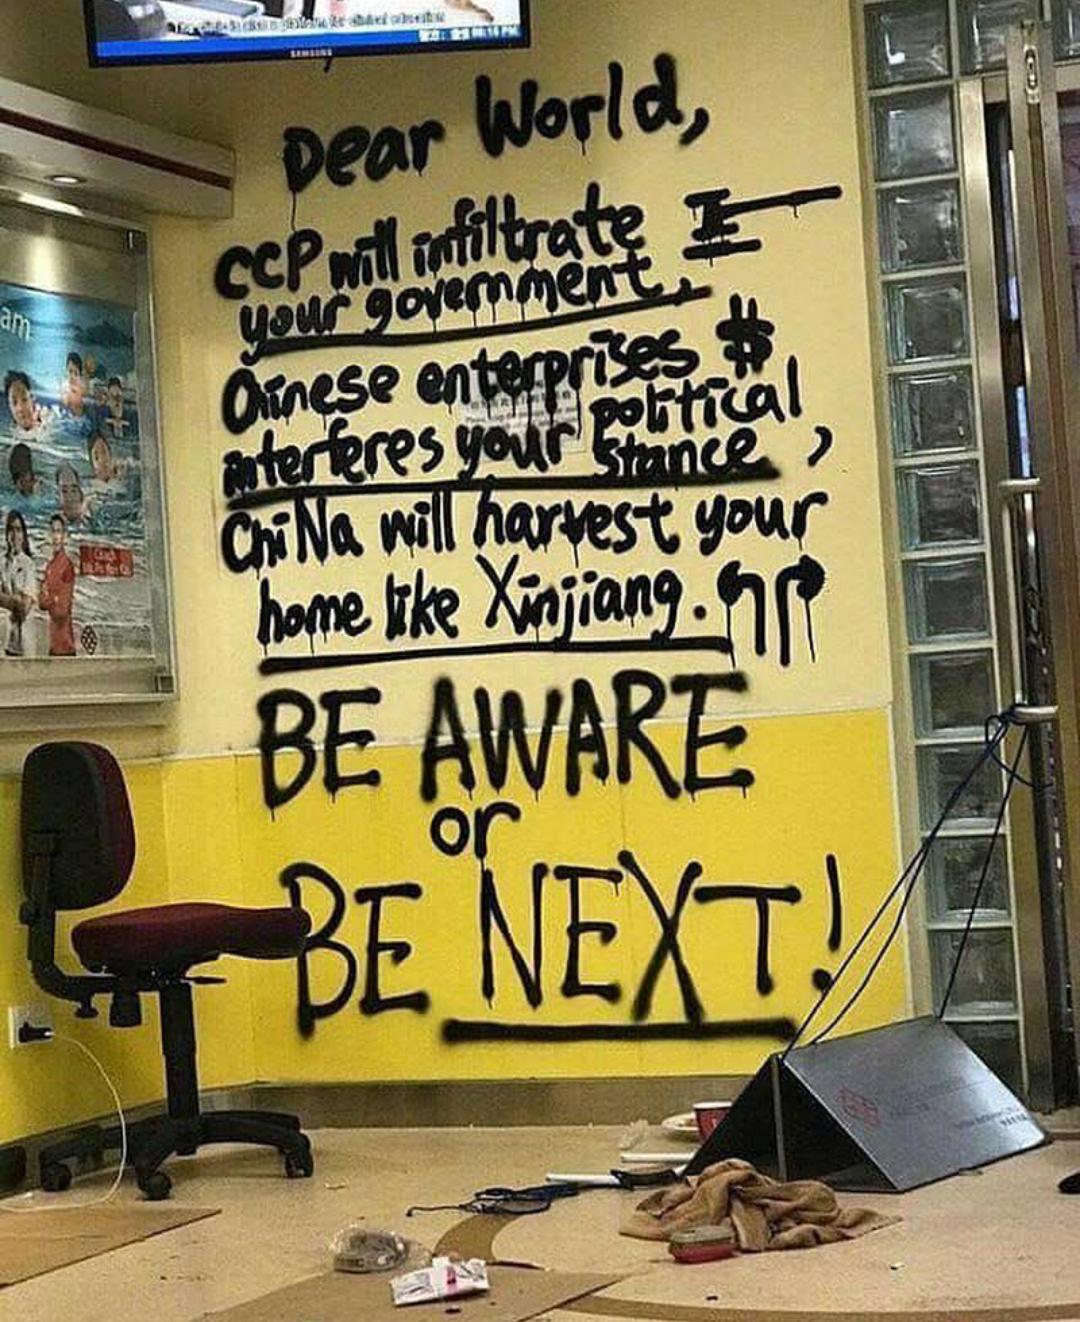 SAMSUNG
Dear World,
CCP will infiltrate
your government,
Chinese enterprises $
interferes your political
stance,
ChiNa will harvest your
home like Xinjiang.
BE AWARE
or
BE NEXT!
am